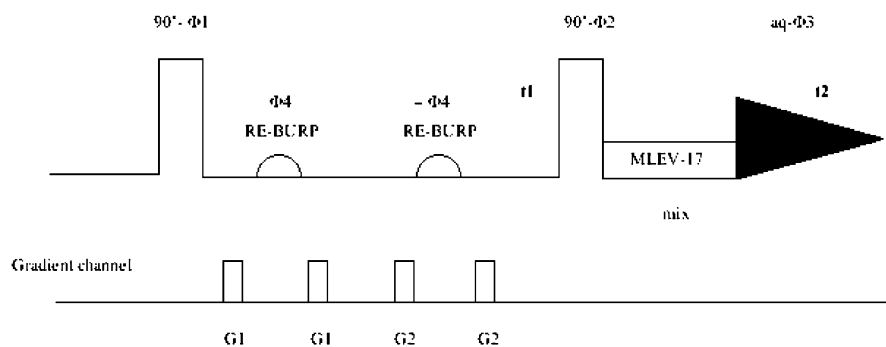 90°- Φ1 90°-Φ2 aq-Φ3
Φ4 – Φ4 t1 t2
RE-BURP RE-BURP
MLEV-17
mix
Gradient channel
G1 G1 G2 G2